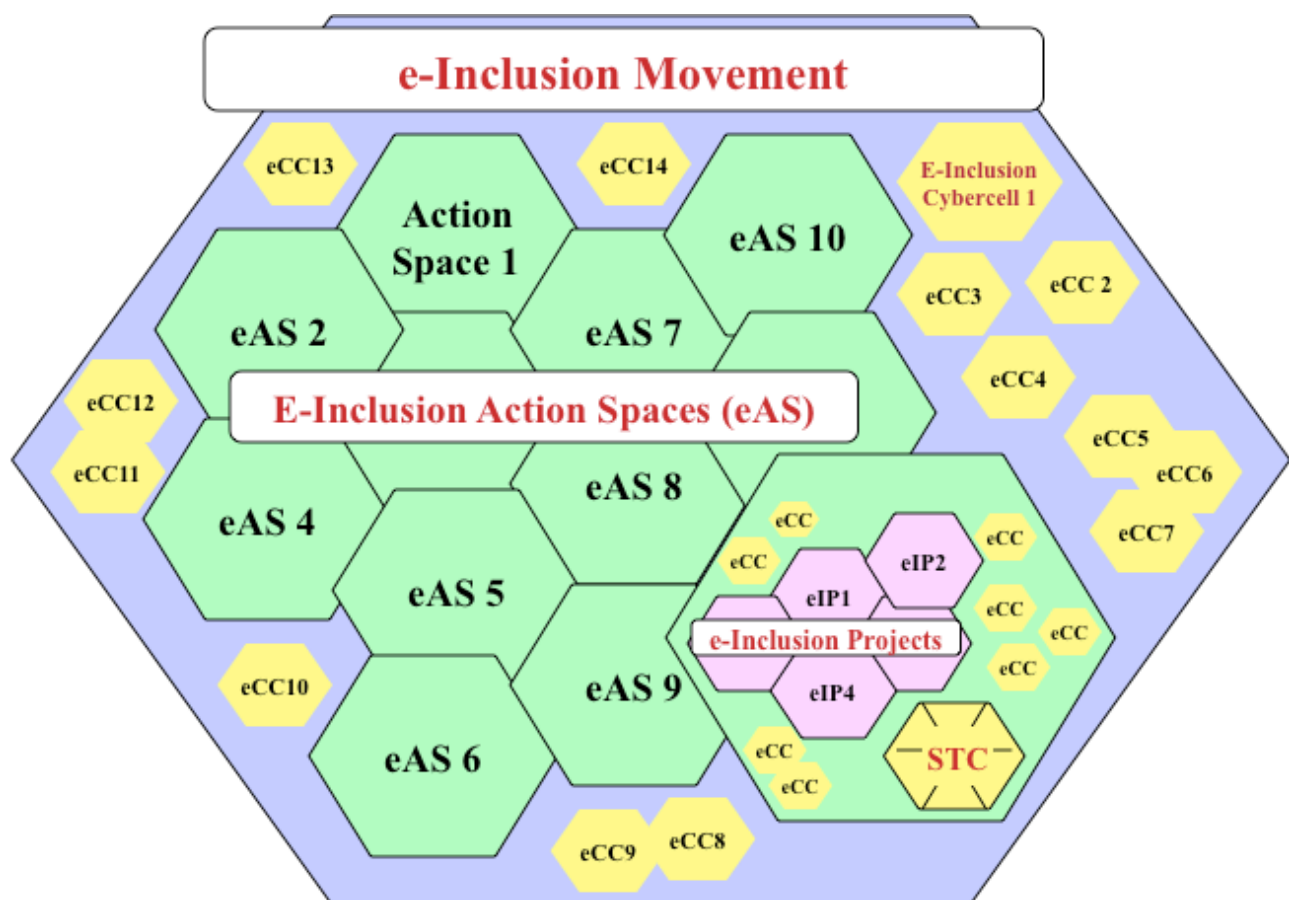 e-Inclusion Movement
eCC13
eCC14
E-Inclusion
Cybercell 1
Action
Space 1
eAS 10
eCC3
eCC 2
eAS 2
eAS 7
eCC4
eCC12
E-Inclusion Action Spaces (eAS)
eCC5
eCC11
eCC6
eAS 4
eAS 8
eCC7
eCC
eCC
eCC
eIP2
eAS 5
eIP1
eCC
eCC
e-Inclusion Projects
eCC
eCC10
eAS 9
eIP4
eAS 6
eCC
eCC
STC
eCC9
eCC8